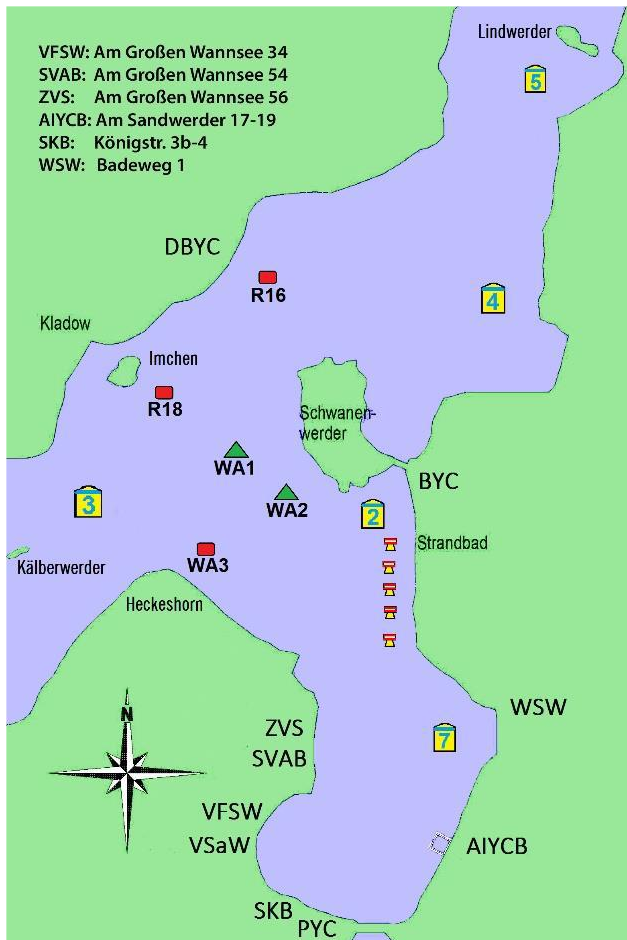 VFSW: Am Großen Wannsee 34
SVAB: Am Großen Wannsee 54
ZVS: Am Großen Wannsee 56
AIYCB: Am Sandwerder 17-19
SKB: Königstr. 3b-4
WSW: Badeweg 1
Lindwerder
5
DBYC
R16
4
Kladow
Imchen
R18
Schwanen-
werder
WA1
BYC
WA2
3
2
Strandbad
WA3
Kälberwerder
Heckeshorn
N
WSW
ZVS
7
SVAB
VFSW
VSaW
AIYCB
SKB
PYC